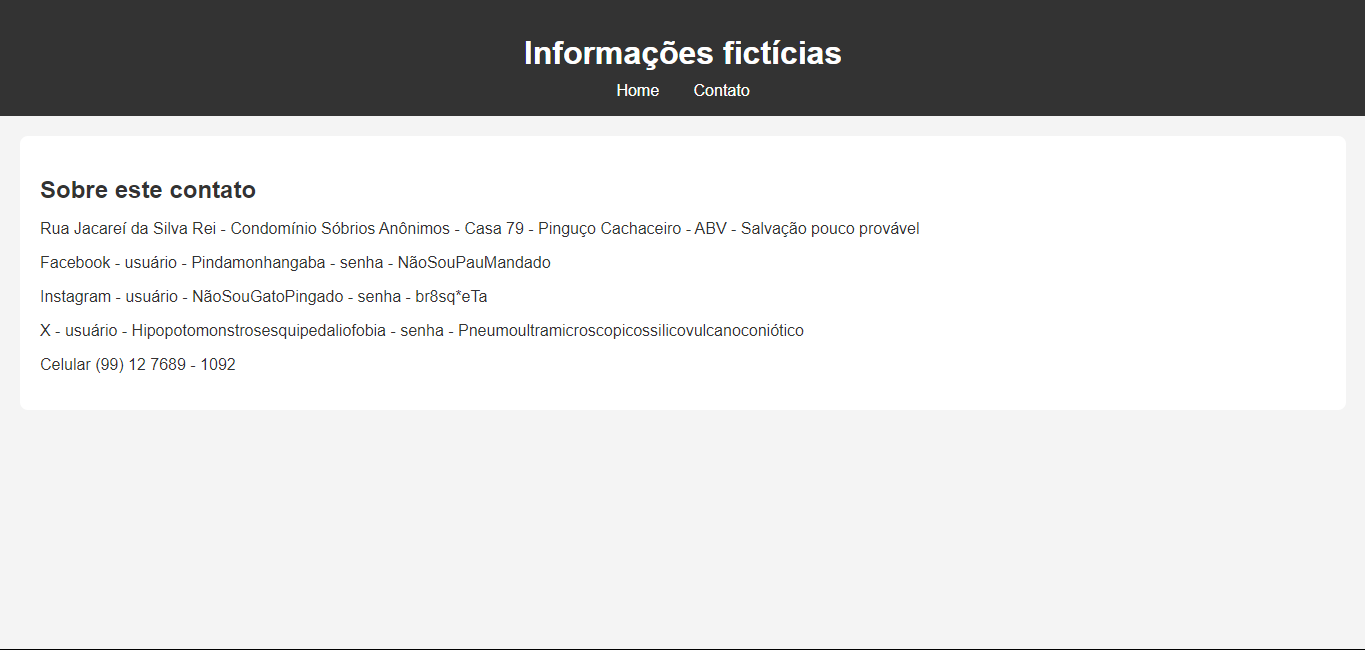 Informações fictícias
Home Contato
Sobre este contato
Rua Jacareí da Silva Rei - Condomínio Sóbrios Anônimos - Casa 79 - Pinguço Cachaceiro - ABV - Salvação pouco provável
Facebook - usuário - Pindamonhangaba - senha - NãoSouPauMandado
Instagram - usuário - NãoSouGatoPingado - senha - br8sq*eTa
X - usuário - Hipopotomonstrosesquipedaliofobia - senha - Pneumoultramicroscopicossilicovulcanoconiótico
Celular (99) 12 7689 - 1092